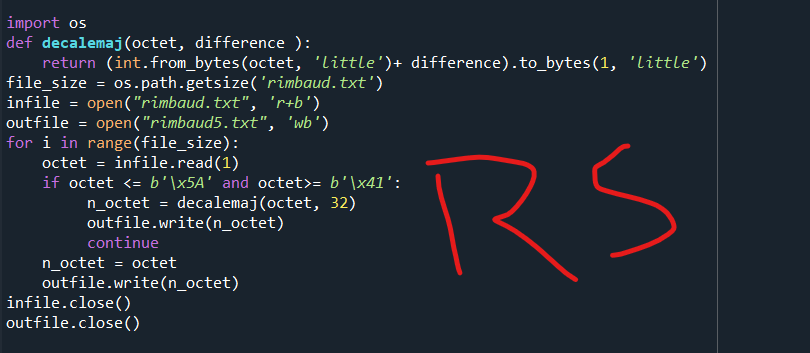 import os
def decalemaj(octet, difference ):
    return (int.from_bytes(octet, 'little')+ difference).to_bytes(1, 'little')
file_size = os.path.getsize('rimbaud.txt')
infile = open("rimbaud.txt", 'r+b')
outfile = open("rimbaud5.txt", 'wb')
for i in range(file_size):
    octet = infile.read(1)
    if octet <= b'\x5A' and octet>= b'\x41':
        n_octet = decalemaj(octet, 32)
        outfile.write(n_octet)
        continue
    n_octet = octet
    outfile.write(n_octet)
infile.close()
outfile.close()
R5